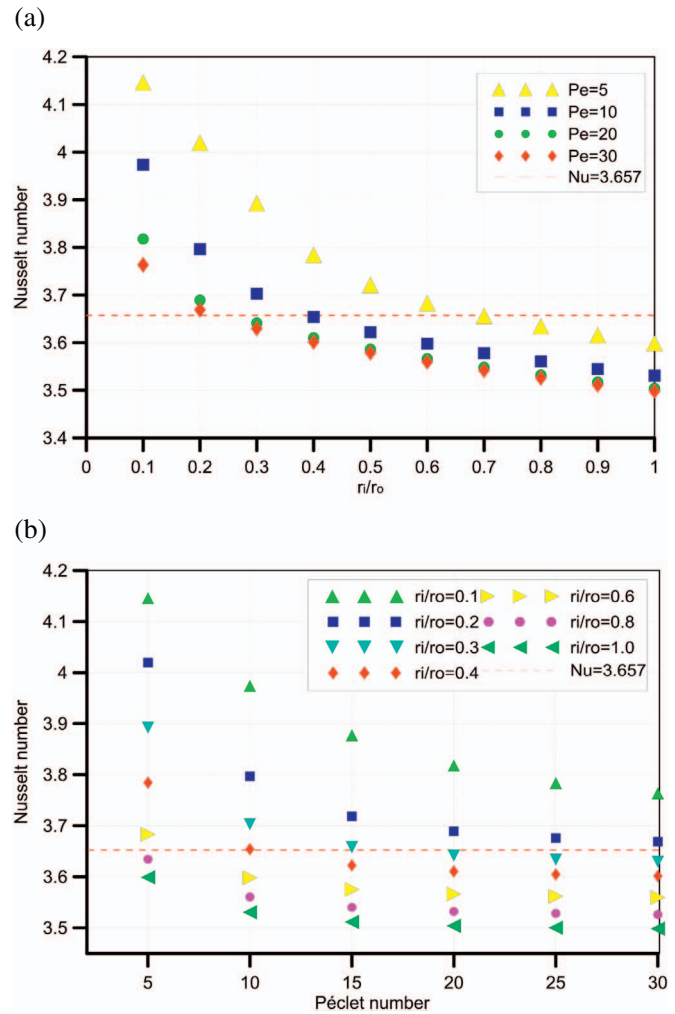 (a)
4.2
4.1
4
3.9
3.8
3.7
3.6
3.5
3.4
Nusselt number
Pe=5
Pe=10
Pe=20
Pe=30
Nu=3.657
0 0.1 0.2 0.3 0.4 0.5 0.6 0.7 0.8 0.9 1
ri/ro
(b)
4.2
4.1
4
3.9
3.8
3.7
3.6
3.5
Nusselt number
ri/ro=0.1 ri/ro=0.6
ri/ro=0.2 ri/ro=0.8
ri/ro=0.3 ri/ro=1.0
ri/ro=0.4 Nu=3.657
5 10 15 20 25 30
Péclet number